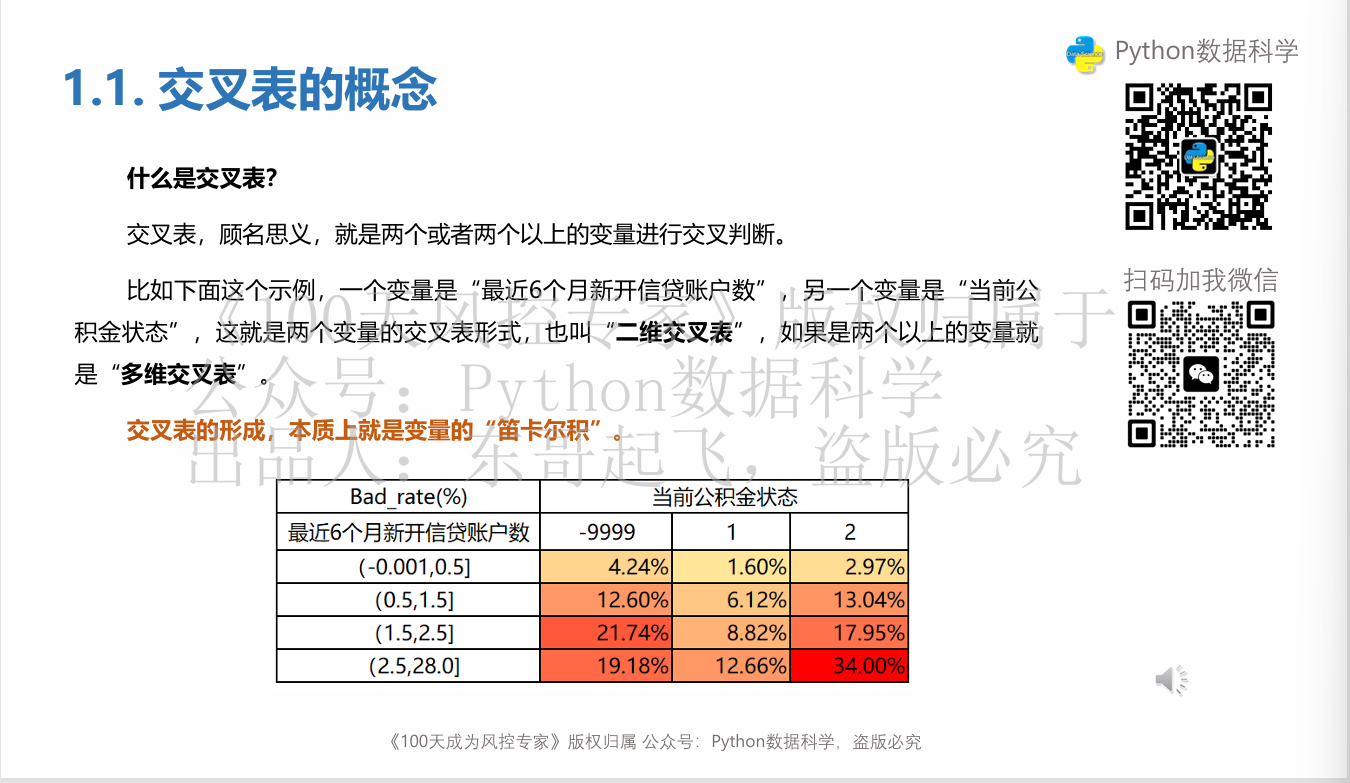 1.1. 交叉表的概念
Python数据科学
什么是交叉表？
交叉表，顾名思义，就是两个或者两个以上的变量进行交叉判断。
比如下面这个示例，一个变量是“最近6个月新开信贷账户数”，另一个变量是“当前公
积金状态”，这就是两个变量的交叉表形式，也叫“二维交叉表”，如果是两个以上的变量就
是“多维交叉表”。
交叉表的形成，本质上就是变量的“笛卡尔积”。
扫码加我微信
《100天风控专家》版权归属于
公众号：Python数据科学
出品人：东哥起飞，盗版必究
Bad_rate(%) 当前公积金状态
最近6个月新开信贷账户数 -9999 1 2
(-0.001,0.5] 4.24% 1.60% 2.97%
(0.5,1.5] 12.60% 6.12% 13.04%
(1.5,2.5] 21.74% 8.82% 17.95%
(2.5,28.0] 19.18% 12.66% 34.00%
《100天成为风控专家》版权归属 公众号：Python数据科学，盗版必究